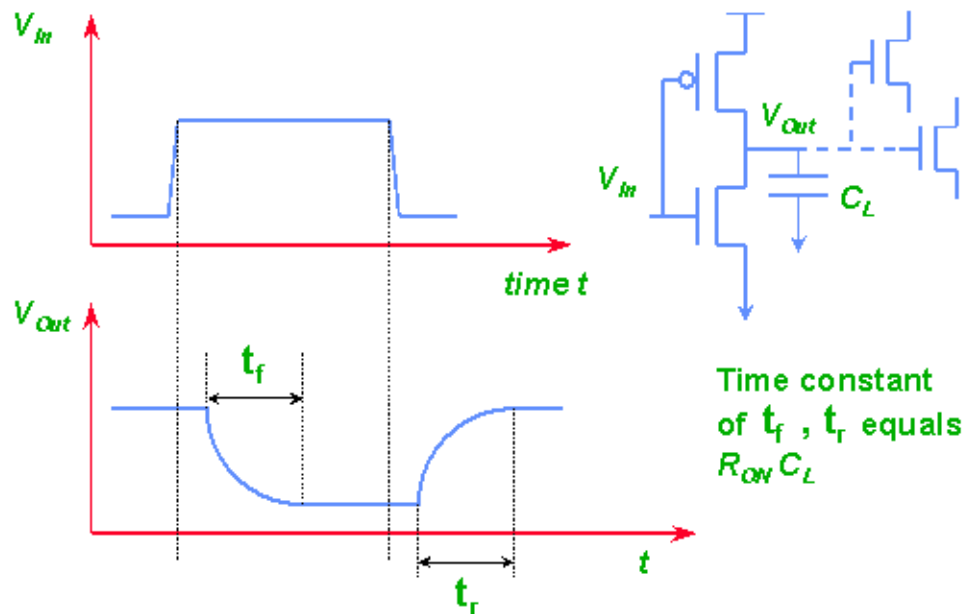 V_In
time t
V_Out
t_f
t_r
t
V_In
V_Out
C_L
Time constant
of t_f , t_r equals
R_ON C_L